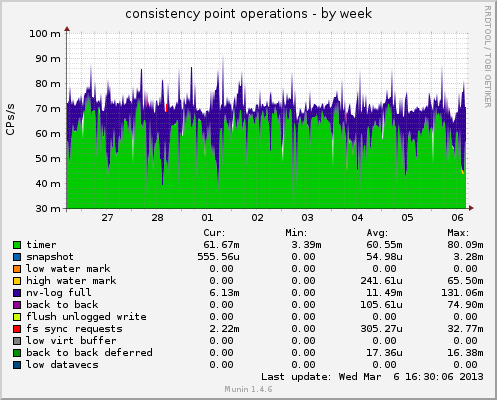 consistency point operations - by week
RRDTOOL / TOBI OETIKER
CPs/s
100 m
90 m
80 m
70 m
60 m
50 m
40 m
30 m
27 28 01 02 03 04 05 06
Cur: Min: Avg: Max:
timer 61.67m 3.39m 60.55m 80.09m
snapshot 555.56u 0.00 54.98u 3.28m
low water mark 0.00 0.00 0.00 0.00
high water mark 0.00 0.00 241.61u 65.50m
nv-log full 6.13m 0.00 11.49m 131.06m
back to back 0.00 0.00 105.61u 74.90m
flush unlogged write 0.00 0.00 0.00 0.00
fs sync requests 2.22m 0.00 305.27u 32.77m
low virt buffer 0.00 0.00 0.00 0.00
back to back deferred 0.00 0.00 17.36u 16.38m
low datavecs 0.00 0.00 0.00 0.00
Last update: Wed Mar 6 16:30:06 2013
Munin 1.4.6